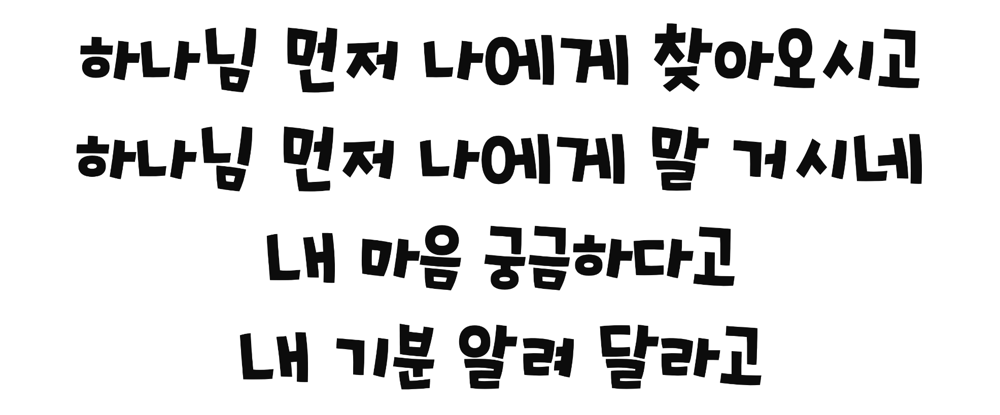 하나님 먼저 나에게 찾아오시고
하나님 먼저 나에게 말 거시네
내 마음 궁금하다고
내 기분 알려 달라고